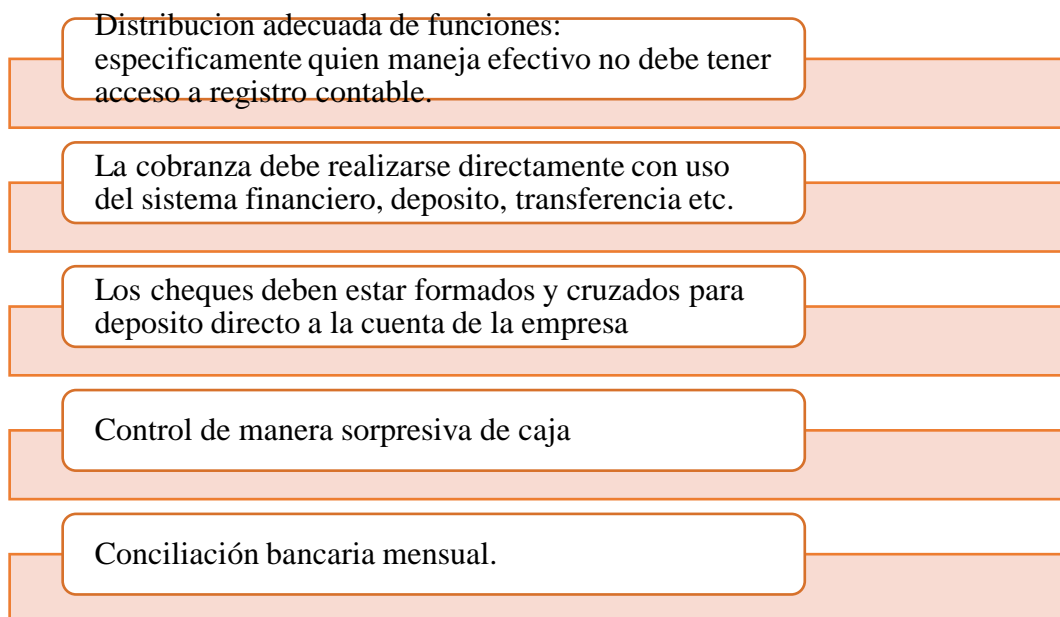 Distribucion adecuada de funciones:
especificamente quien maneja efectivo no debe tener
acceso a registro contable.
La cobranza debe realizarse directamente con uso
del sistema financiero, deposito, transferencia etc.
Los cheques deben estar formados y cruzados para
deposito directo a la cuenta de la empresa
Control de manera sorpresiva de caja
Conciliación bancaria mensual.